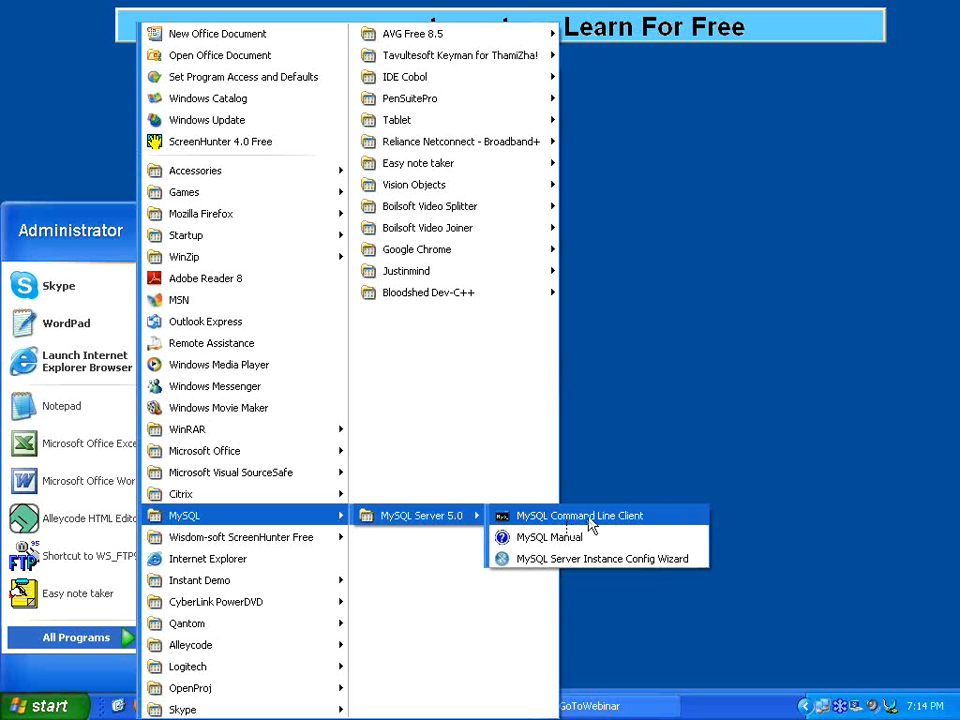 Learn For Free
Administrator
Skype
WordPad
Launch Internet
Explorer Browser
Notepad
Microsoft Office Exce
Microsoft Office Wor
Alleycode HTML Edito
Shortcut to WS_FTP9
Easy note taker
All Programs
New Office Document
Open Office Document
Set Program Access and Defaults
Windows Catalog
Windows Update
ScreenHunter 4.0 Free
Accessories
Games
Mozilla Firefox
Startup
WinZip
Adobe Reader 8
MSN
Outlook Express
Remote Assistance
Windows Media Player
Windows Messenger
Windows Movie Maker
WinRAR
Microsoft Office
Microsoft Visual SourceSafe
Citrix
MySQL
Wisdom-soft ScreenHunter Free
Internet Explorer
Instant Demo
CyberLink PowerDVD
Qantom
Alleycode
Logitech
OpenProj
Skype
AVG Free 8.5
Tavultesoft Keyman for ThamiZha!
IDE Cobol
PenSuitePro
Tablet
Reliance Netconnect - Broadband+
Easy note taker
Vision Objects
Boilsoft Video Splitter
Boilsoft Video Joiner
Google Chrome
Justinmind
Bloodshed Dev-C++
MySQL Server 5.0
MySQL Command Line Client
MySQL Manual
MySQL Server Instance Config Wizard
start
GoToWebinar
7:14 PM